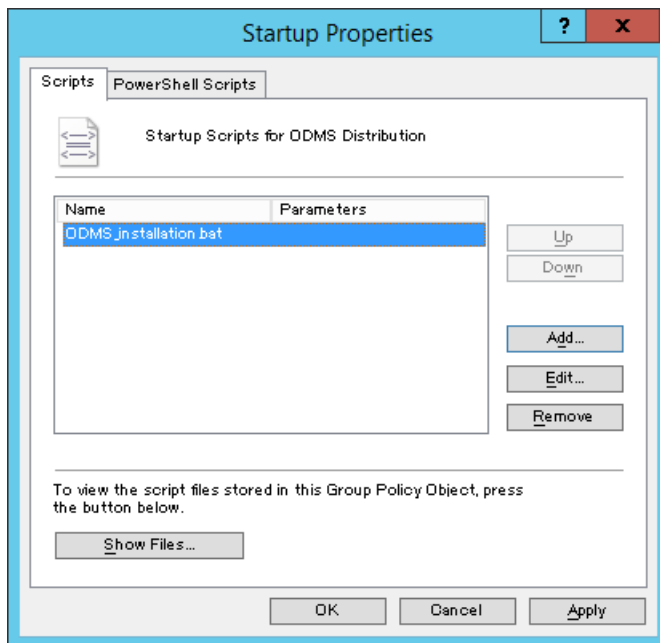 Startup Properties
?
x
Scripts
PowerShell Scripts
<=>
<=>
Startup Scripts for ODMS Distribution
Name Parameters
ODMS_installation.bat
Up
Down
Add...
Edit...
Remove
To view the script files stored in this Group Policy Object, press
the button below.
Show Files...
OK Cancel Apply